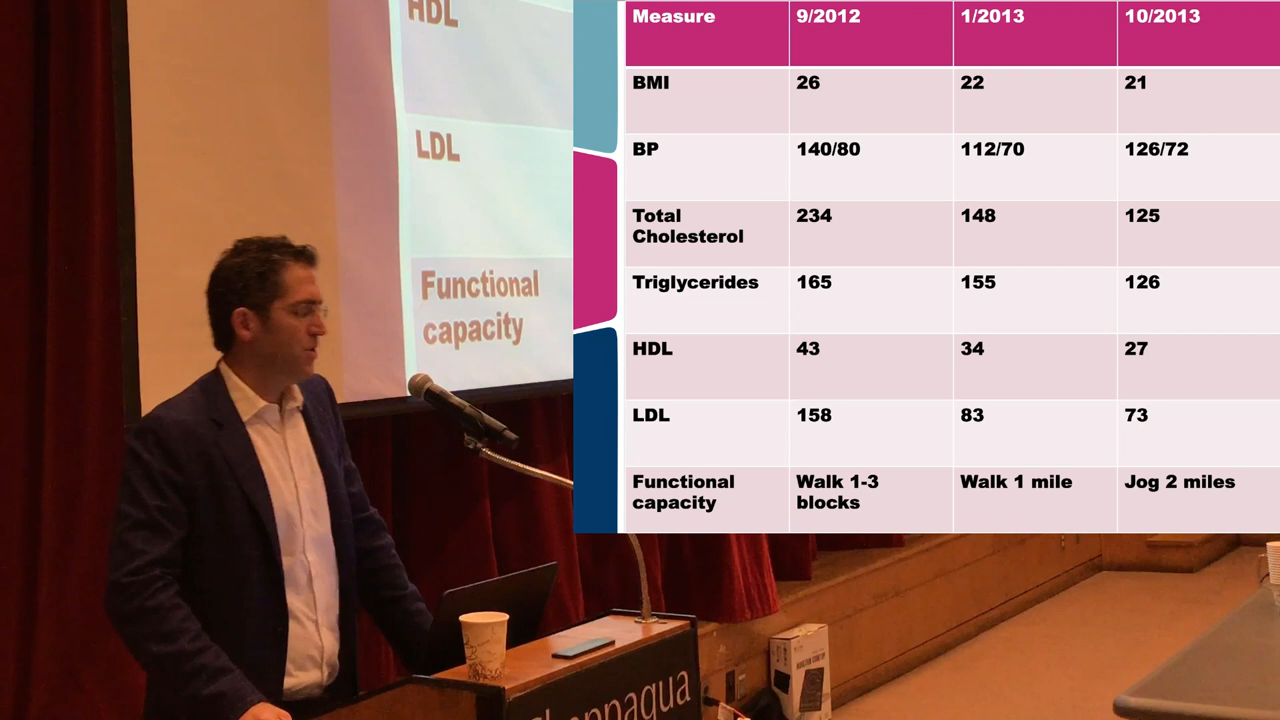 HDL
LDL
Functional
capacity
Measure 9/2012 1/2013 10/2013
BMI 26 22 21
BP 140/80 112/70 126/72
Total
Cholesterol 234 148 125
Triglycerides 165 155 126
HDL 43 34 27
LDL 158 83 73
Functional capacity Walk 1-3 blocks Walk 1 mile Jog 2 miles
Chappaqua